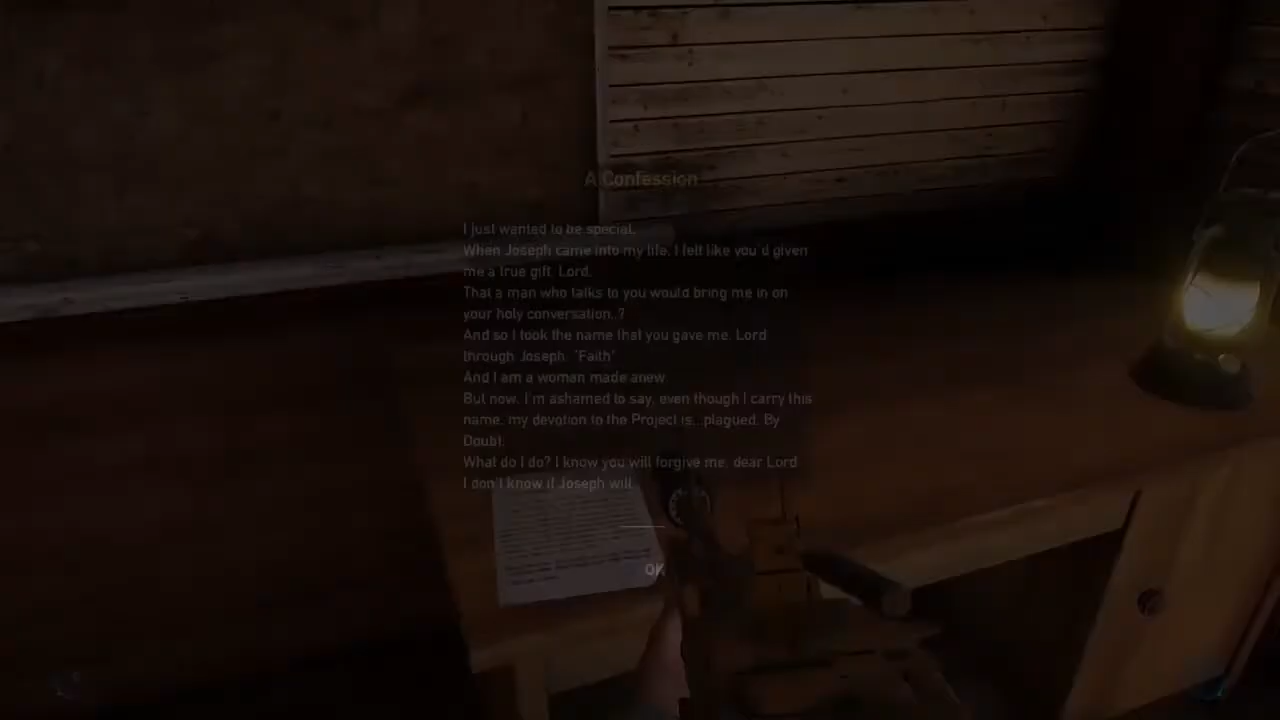 A Confession
I just wanted to be special.
When Joseph came into my life, I felt like you'd given
me a true gift, Lord.
That a man who talks to you would bring me in on
your holy conversation..?
And so I took the name that you gave me, Lord
through Joseph. "Faith"
And I am a woman made anew
But now, I'm ashamed to say, even though I carry this
name, my devotion to the Project is...plagued. By
Doubt.
What do I do? I know you will forgive me, dear Lord
I don't know if Joseph will..
OK